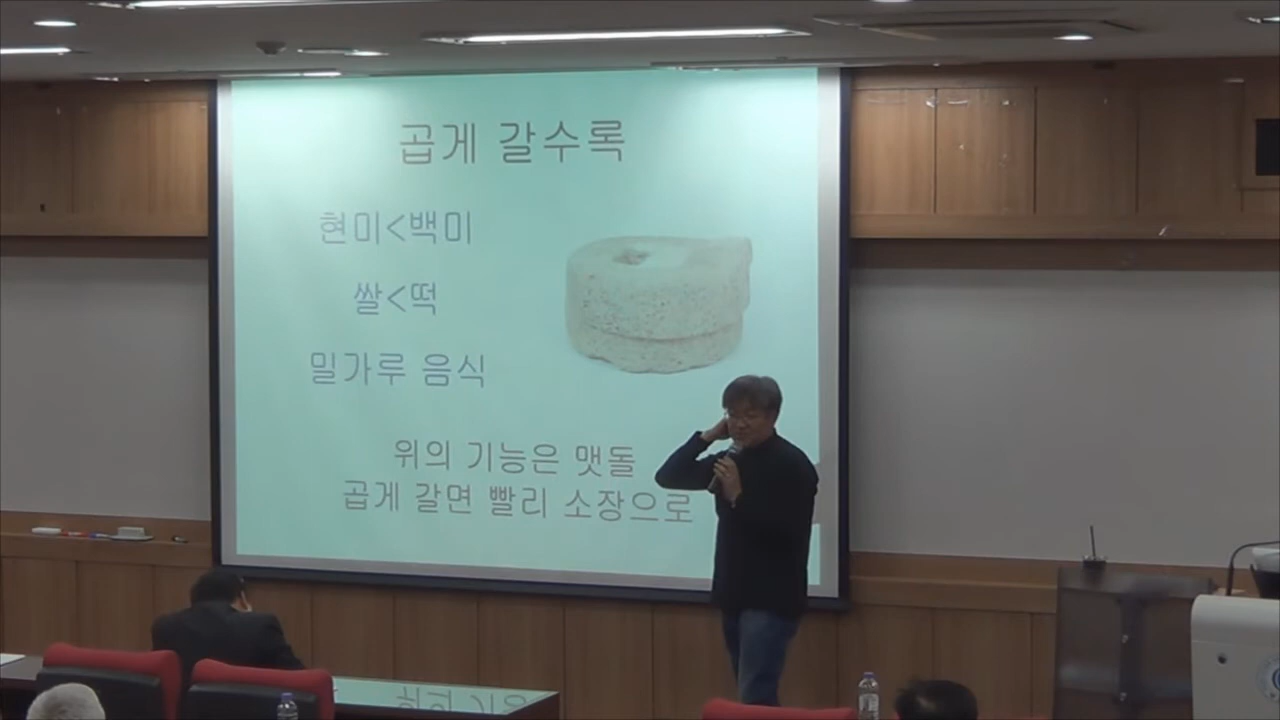 곱게 갈수록
현미<백미
쌀<떡
밀가루 음식
위의 기능은 맷돌
곱게 갈면 빨리 소장으로